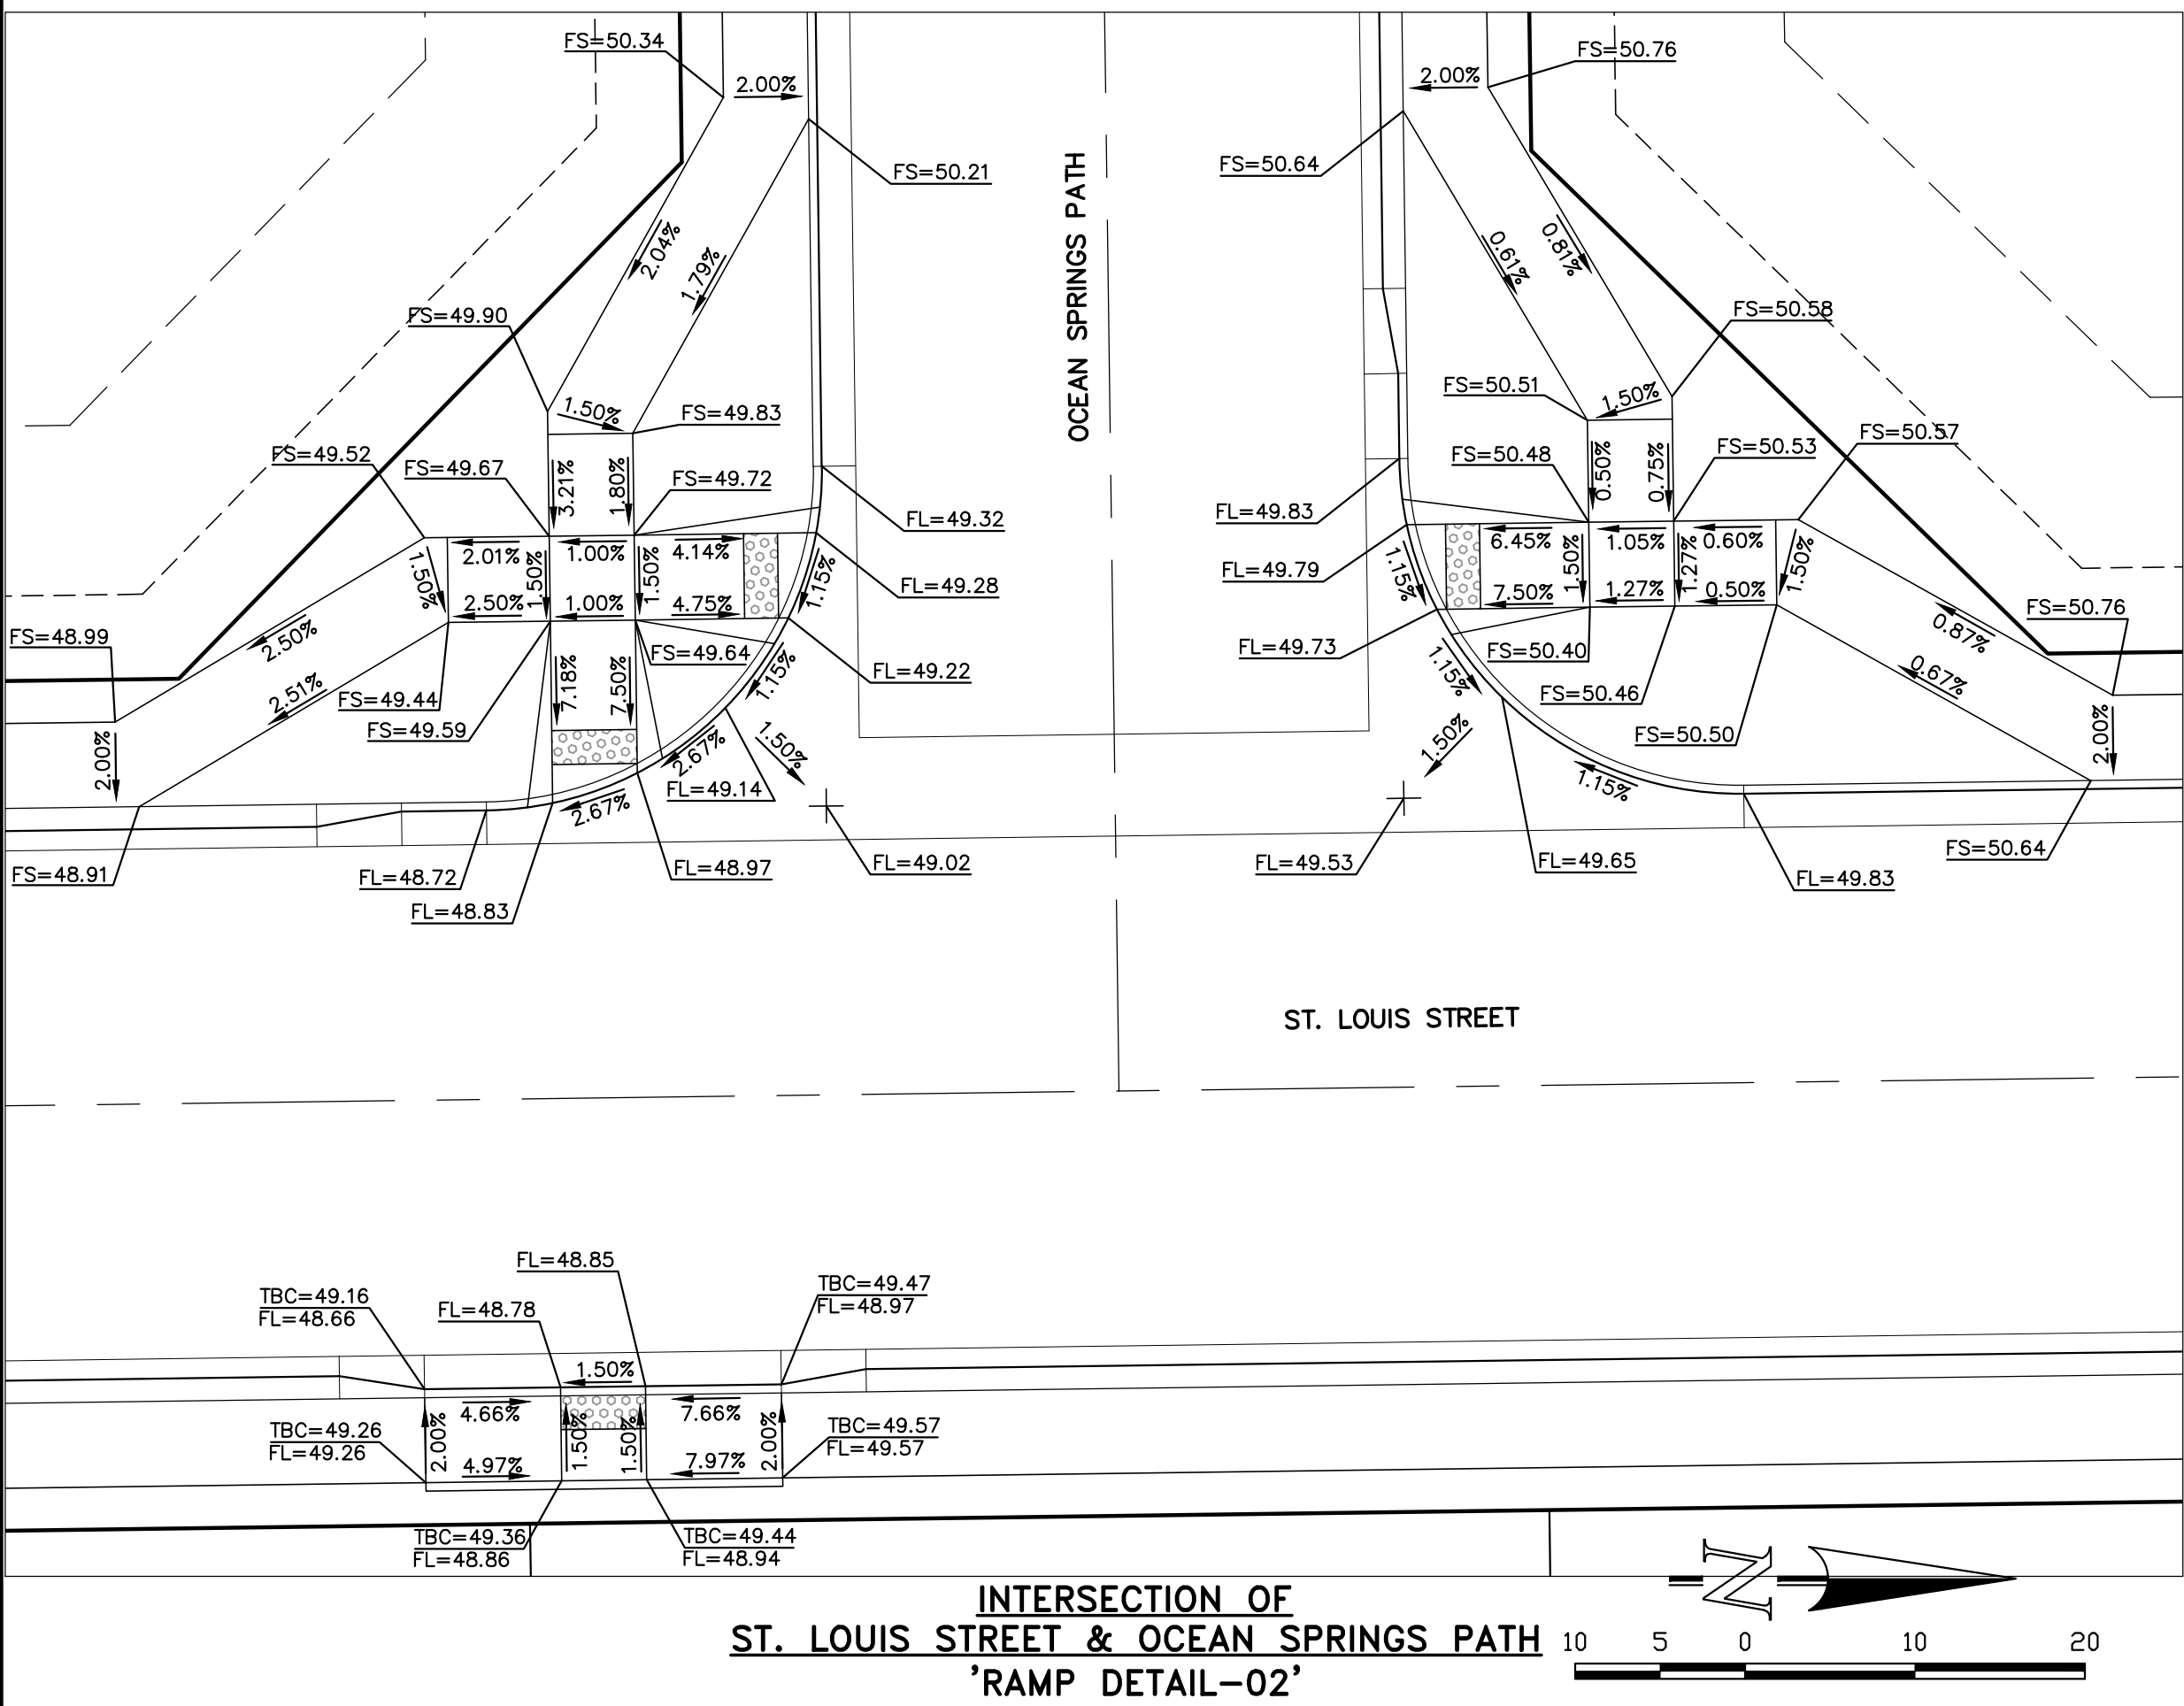 FS=50.34
2.00%
2.00%
FS=50.76
FS=50.21
FS=50.64
OCEAN SPRINGS PATH
2.04%
1.79%
0.61%
0.81%
FS=49.90
FS=50.58
1.50%
FS=49.83
FS=50.51
1.50%
FS=49.52
FS=49.67
FS=49.72
FS=50.48
FS=50.53
FS=50.57
3.21%
1.80%
0.50%
0.75%
FL=49.32
FL=49.83
2.01%
1.00%
4.14%
6.45%
1.05%
0.60%
1.50%
1.50%
1.50%
1.15%
FL=49.28
FL=49.79
1.15%
1.50%
1.27%
1.50%
2.50%
1.00%
4.75%
7.50%
1.27%
0.50%
FS=48.99
2.50%
FS=49.64
FL=49.22
FL=49.73
FS=50.40
0.87%
FS=50.76
2.51%
FS=49.44
7.18%
7.50%
1.15%
1.15%
FS=50.46
0.67%
FS=49.59
2.00%
2.67%
1.50%
1.50%
FS=50.50
2.00%
FL=49.14
2.67%
1.15%
FS=48.91
FL=48.72
FL=48.97
FL=49.02
FL=49.53
FL=49.65
FS=50.64
FL=49.83
FL=48.83
ST. LOUIS STREET
FL=48.85
TBC=49.16
FL=48.66
FL=48.78
TBC=49.47
FL=48.97
1.50%
4.66%
7.66%
TBC=49.26
FL=49.26
2.00%
1.50%
1.50%
2.00%
TBC=49.57
FL=49.57
4.97%
7.97%
TBC=49.36
FL=48.86
TBC=49.44
FL=48.94
N
INTERSECTION OF
ST. LOUIS STREET & OCEAN SPRINGS PATH
'RAMP DETAIL-02'
10 5 0 10 20